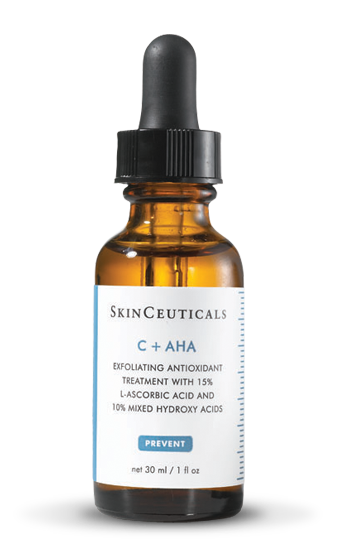 SKINCEUTICALS
C + AHA
EXFOLIATING ANTIOXIDANT
TREATMENT WITH 15%
L-ASCORBIC ACID AND
10% MIXED HYDROXY ACIDS
PREVENT
net 30 ml / 1 fl oz